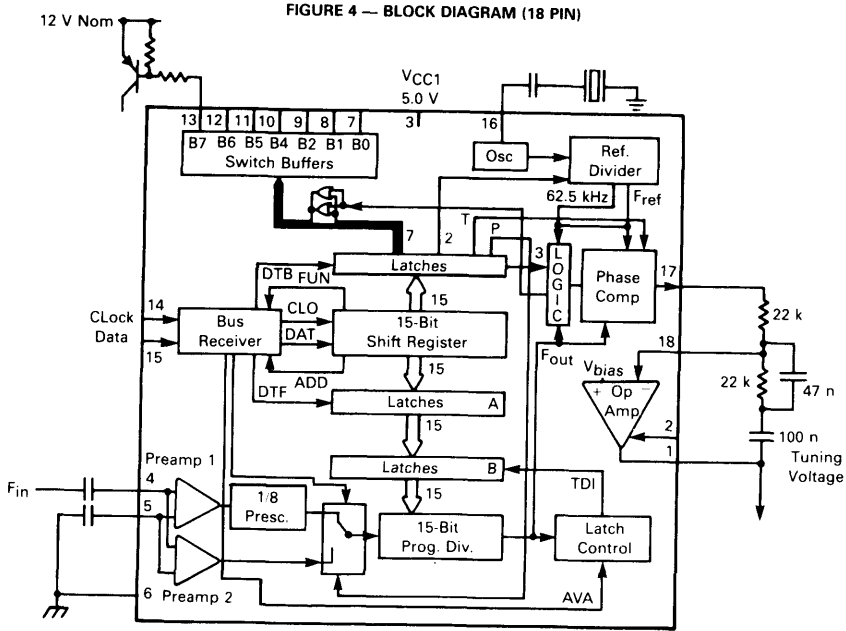 FIGURE 4 — BLOCK DIAGRAM (18 PIN)
12 V Nom
VCC1
5.0 V
13 12 11 10 9 8 7
3
16
B7 B6 B5 B4 B2 B1 B0
Switch Buffers
Osc
Ref.
Divider
62.5 kHz
Fref
T
P
7
2
3
LOGIC
Phase
Comp
17
DTB FUN
Latches
15
CLock
Data
14
15
Bus
Receiver
CLO
DAT
ADD
DTF
15-Bit
Shift Register
15
Fout
22 k
18
Vbias
+ Op –
Amp
22 k
47 n
2
1
100 n
Tuning
Voltage
Latches A
15
Latches B
TDI
15
Preamp 1
Fin
4
5
1/8
Presc.
15-Bit
Prog. Div.
Latch
Control
6
Preamp 2
AVA